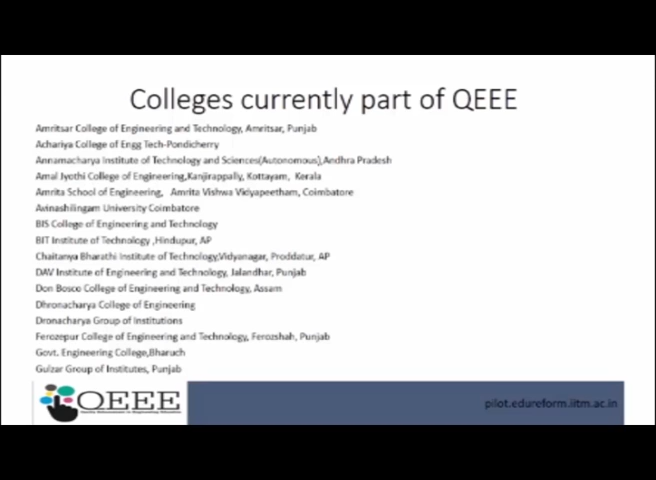 Colleges currently part of QEEE
Amritsar College of Engineering and Technology, Amritsar, Punjab
Achariya College of Engg Tech-Pondicherry
Annamacharya Institute of Technology and Sciences(Autonomous),Andhra Pradesh
Amal Jyothi College of Engineering,Kanjirappally, Kottayam, Kerala
Amrita School of Engineering, Amrita Vishwa Vidyapeetham, Coimbatore
Avinashilingam University Coimbatore
BIS College of Engineering and Technology
BIT Institute of Technology ,Hindupur, AP
Chaitanya Bharathi Institute of Technology,Vidyanagar, Proddatur, AP
DAV Institute of Engineering and Technology, Jalandhar, Punjab
Don Bosco College of Engineering and Technology, Assam
Dhronacharya College of Engineering
Dronacharya Group of Institutions
Ferozepur College of Engineering and Technology, Ferozshah, Punjab
Govt. Engineering College,Bharuch
Gulzar Group of Institutes, Punjab
QEEE
Quality Enhancement in Engineering Education
pilot.edureform.iitm.ac.in